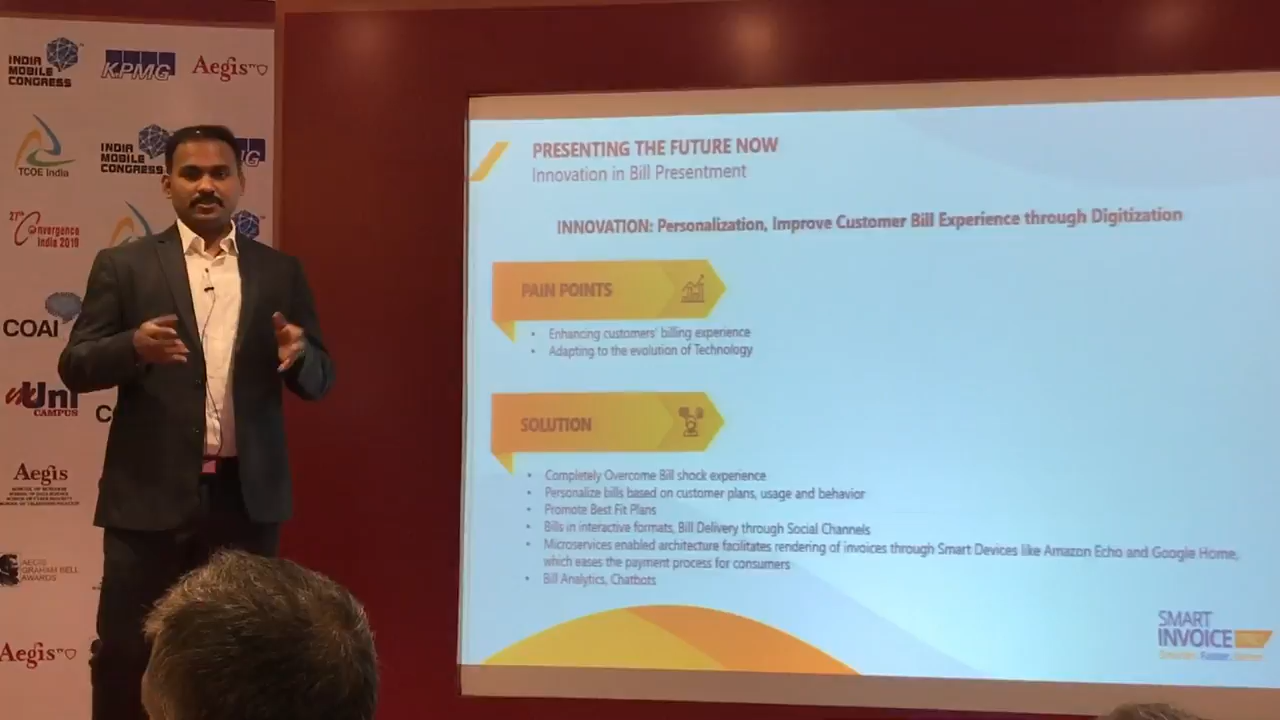 INDIA
MOBILE
CONGRESS
KPMG
Aegis
TCOE India
INDIA
MOBILE
CONGRESS
27th Convergence
India 2019
COAI
mUni
CAMPUS
Aegis
AEGIS
GRAHAM BELL
AWARDS
Aegis
PRESENTING THE FUTURE NOW
Innovation in Bill Presentment
INNOVATION: Personalization, Improve Customer Bill Experience through Digitization
PAIN POINTS
• Enhancing customers' billing experience
• Adapting to the evolution of Technology
SOLUTION
• Completely Overcome Bill shock experience
• Personalize bills based on customer plans, usage and behavior
• Promote Best Fit Plans
• Bills in interactive formats, Bill Delivery through Social Channels
• Microservices enabled architecture facilitates rendering of invoices through Smart Devices like Amazon Echo and Google Home,
which eases the payment process for consumers
• Bill Analytics, Chatbots
SMART
INVOICE